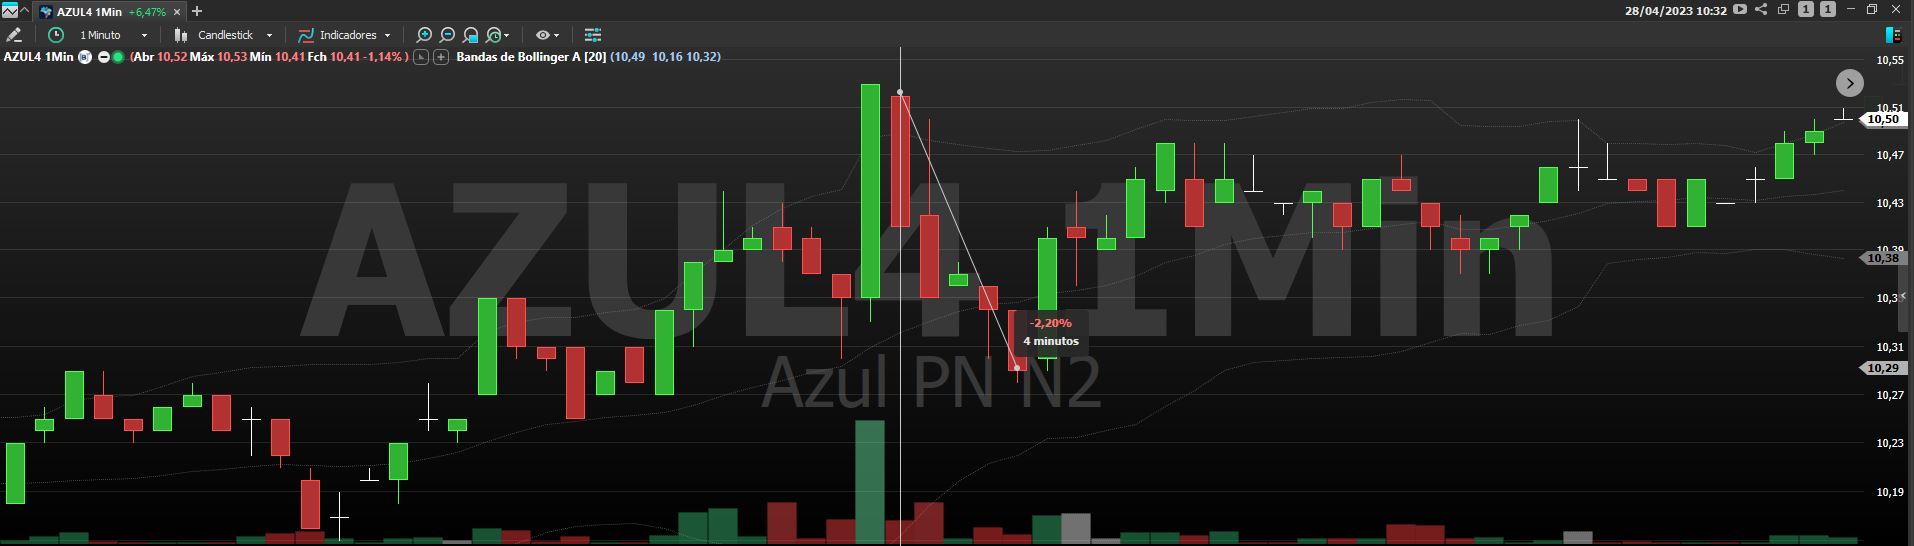 AZUL4 1Min +6,47% × +
28/04/2023 10:32 1 1
1 Minuto Candlestick Indicadores
AZUL4 1Min (Abr 10,52 Máx 10,53 Mín 10,41 Fch 10,41 -1,14% ) Bandas de Bollinger A [20] (10,49 10,16 10,32)
10,55
10,51
10,50
10,47
10,43
10,39
10,38
10,3
10,31
10,29
10,27
10,23
10,19
AZUL4 1Min
Azul PN N2
-2,20%
4 minutos